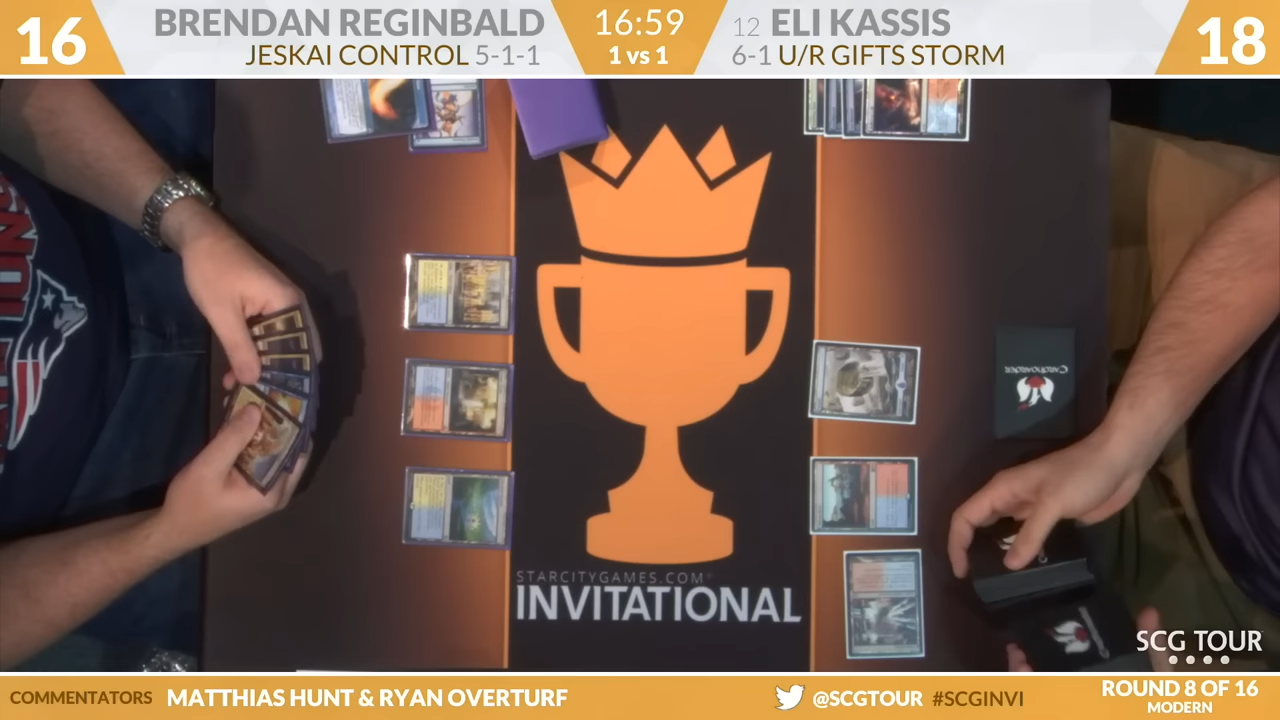 16
BRENDAN REGINBALD
JESKAI CONTROL 5-1-1
16:59
1 vs 1
12 ELI KASSIS
6-1 U/R GIFTS STORM
18
STARCITYGAMES.COM
INVITATIONAL
SCG TOUR
COMMENTATORS MATTHIAS HUNT & RYAN OVERTURF
@SCGTOUR #SCGINVI
ROUND 8 OF 16
MODERN